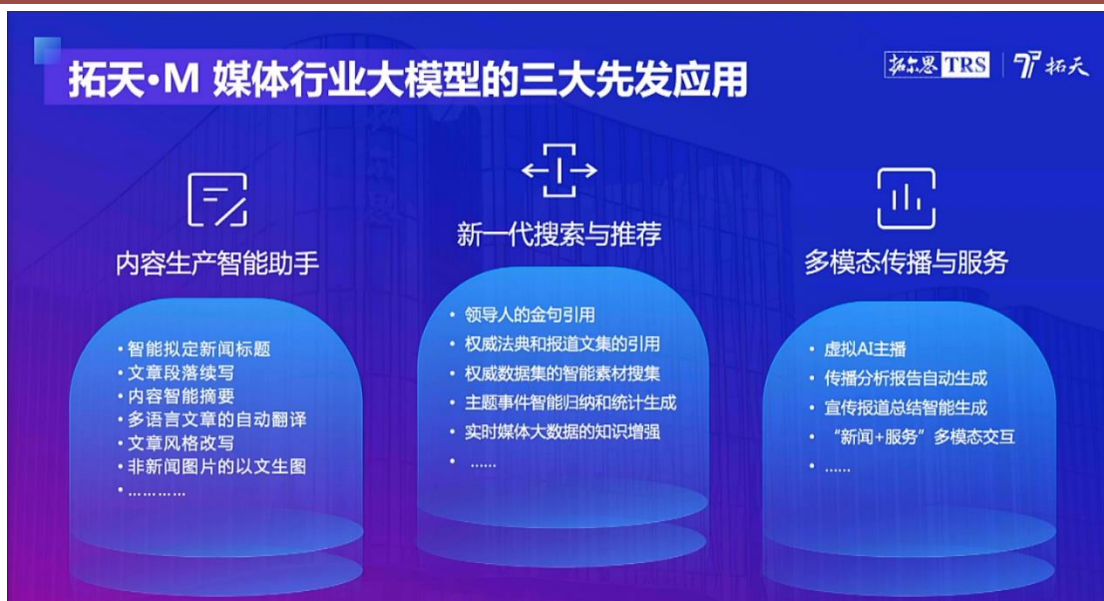 拓天·M 媒体行业大模型的三大先发应用
拓尔思 TRS 拓天
内容生产智能助手
• 智能拟定新闻标题
• 文章段落续写
• 内容智能摘要
• 多语言文章的自动翻译
• 文章风格改写
• 非新闻图片的以文生图
• …………
新一代搜索与推荐
• 领导人的金句引用
• 权威法典和报道文集的引用
• 权威数据集的智能素材搜集
• 主题事件智能归纳和统计生成
• 实时媒体大数据的知识增强
• ……
多模态传播与服务
• 虚拟AI主播
• 传播分析报告自动生成
• 宣传报道总结智能生成
• “新闻+服务”多模态交互
• ……